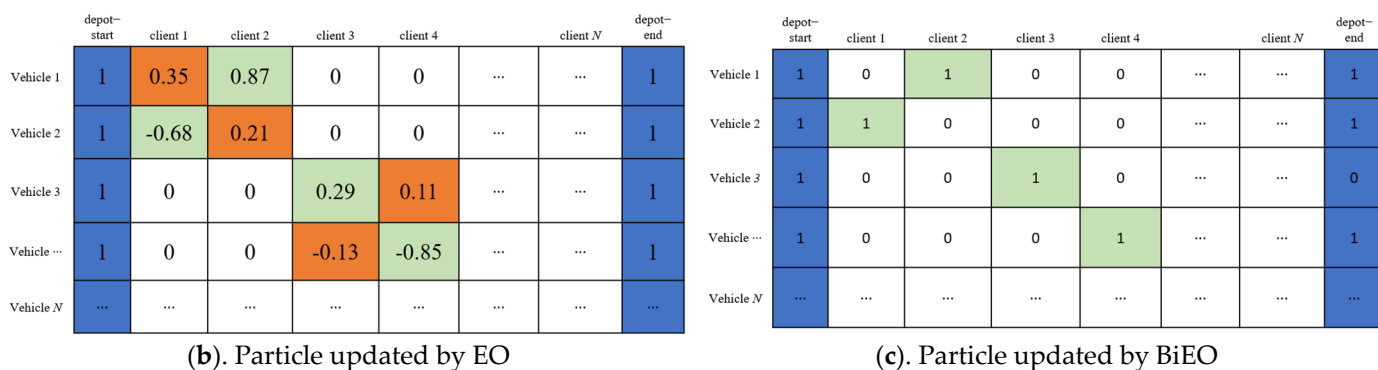 depot–start client 1 client 2 client 3 client 4 client N depot–end
Vehicle 1 1 0.35 0.87 0 0 ... ... 1
Vehicle 2 1 -0.68 0.21 0 0 ... ... 1
Vehicle 3 1 0 0 0.29 0.11 ... ... 1
Vehicle ... 1 0 0 -0.13 -0.85 ... ... 1
Vehicle N ... ... ... ... ... ... ... ...
(b). Particle updated by EO
depot–start client 1 client 2 client 3 client 4 client N depot–end
Vehicle 1 1 0 1 0 0 ... ... 1
Vehicle 2 1 1 0 0 0 ... ... 1
Vehicle 3 1 0 0 1 0 ... ... 0
Vehicle ... 1 0 0 0 1 ... ... 1
Vehicle N ... ... ... ... ... ... ... ...
(c). Particle updated by BiEO